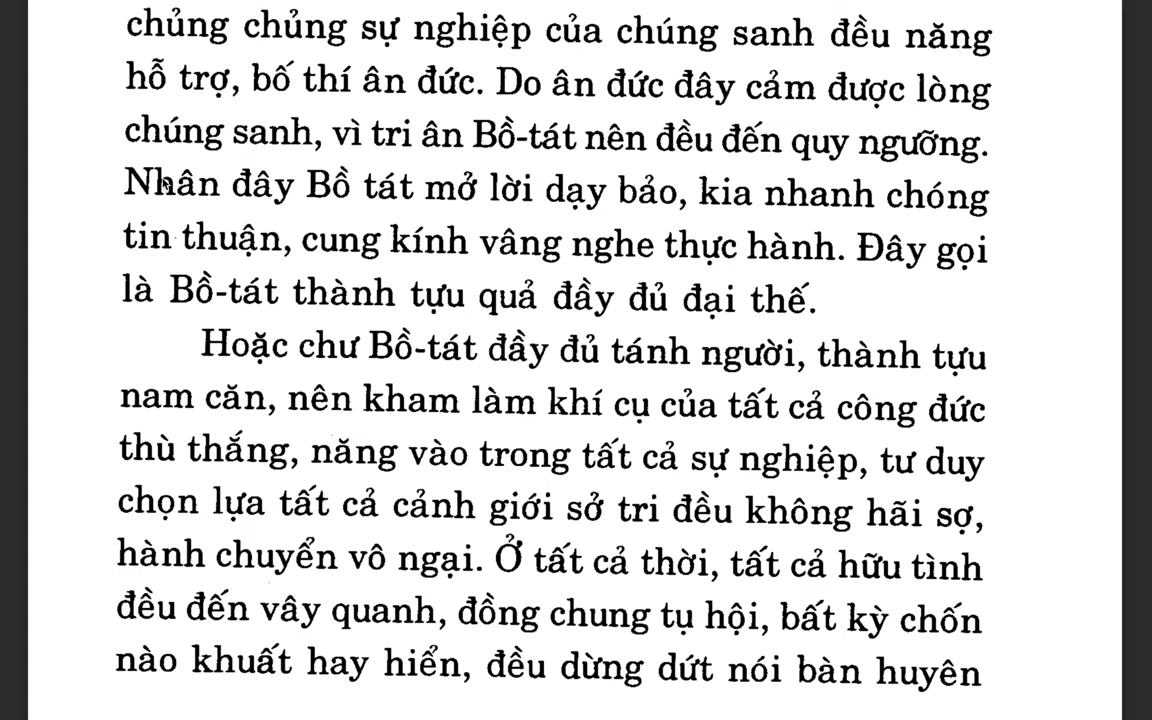 chủng chủng sự nghiệp của chúng sanh đều năng
hỗ trợ, bố thí ân đức. Do ân đức đây cảm được lòng
chúng sanh, vì tri ân Bồ-tát nên đều đến quy ngưỡng.
Nhân đây Bồ tát mở lời dạy bảo, kia nhanh chóng
tin thuận, cung kính vâng nghe thực hành. Đây gọi
là Bồ-tát thành tựu quả đầy đủ đại thế.
Hoặc chư Bồ-tát đầy đủ tánh người, thành tựu
nam căn, nên kham làm khí cụ của tất cả công đức
thù thắng, năng vào trong tất cả sự nghiệp, tư duy
chọn lựa tất cả cảnh giới sở tri đều không hãi sợ,
hành chuyển vô ngại. Ở tất cả thời, tất cả hữu tình
đều đến vây quanh, đồng chung tụ hội, bất kỳ chốn
nào khuất hay hiển, đều dừng dứt nói bàn huyên